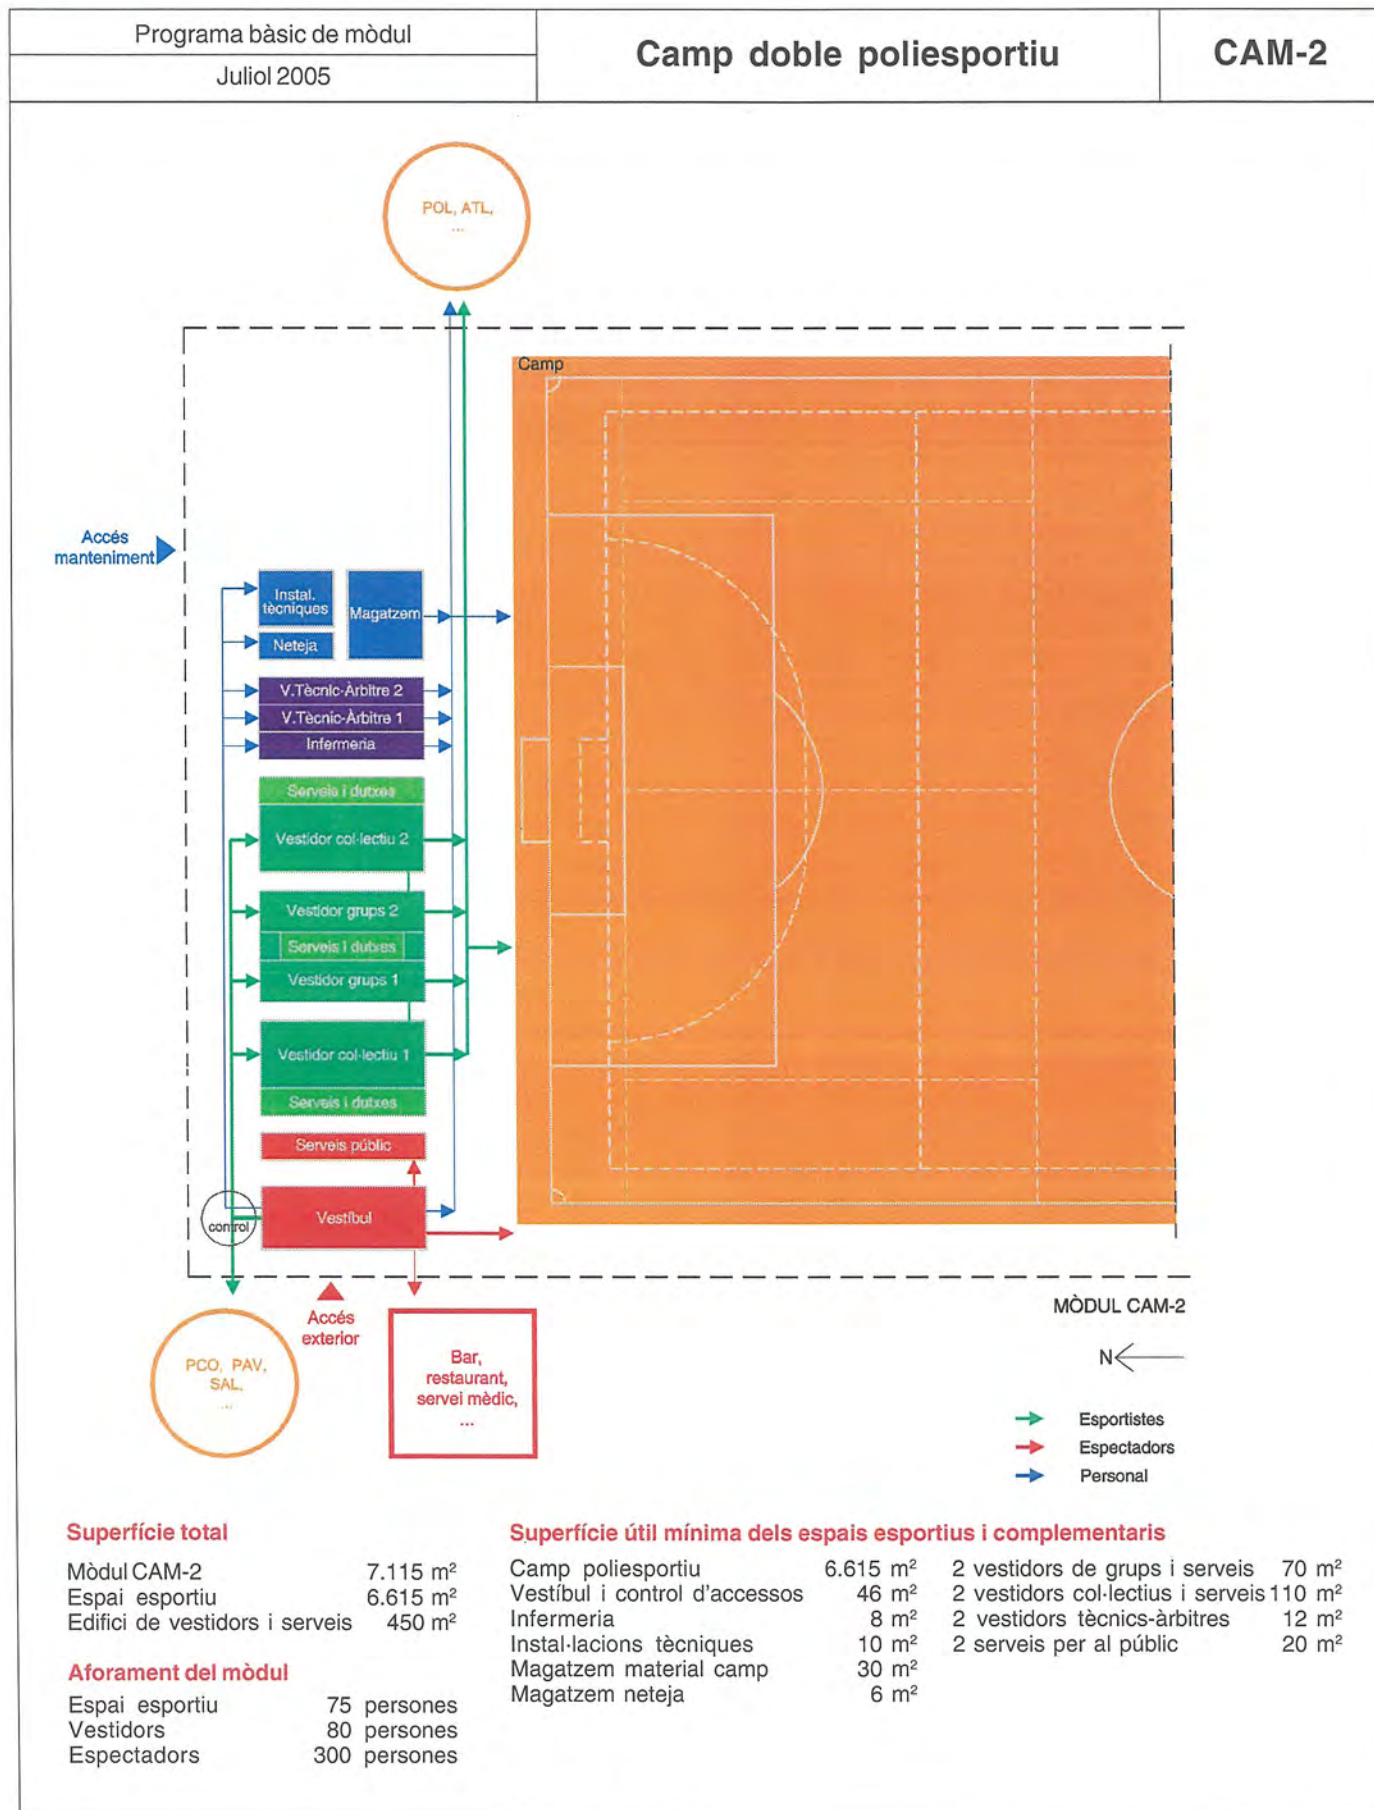 Programa bàsic de mòdul
Juliol 2005
Camp doble poliesportiu
CAM-2
POL, ATL,
...
Camp
Accés
manteniment
Instal.
tècniques
Magatzem
Neteja
V.Tècnic-Àrbitre 2
V.Tècnic-Àrbitre 1
Infermeria
Serveis i dutxes
Vestidor col·lectiu 2
Vestidor grups 2
Serveis i dutxes
Vestidor grups 1
Vestidor col·lectiu 1
Serveis i dutxes
Serveis públic
control
Vestíbul
Accés
exterior
MÒDUL CAM-2
N
PCO, PAV,
SAL,
...
Bar,
restaurant,
servei mèdic,
...
Esportistes
Espectadors
Personal
Superfície total
Mòdul CAM-2 7.115 m²
Espai esportiu 6.615 m²
Edifici de vestidors i serveis 450 m²
Aforament del mòdul
Espai esportiu 75 persones
Vestidors 80 persones
Espectadors 300 persones
Superfície útil mínima dels espais esportius i complementaris
Camp poliesportiu 6.615 m²
Vestíbul i control d'accessos 46 m²
Infermeria 8 m²
Instal·lacions tècniques 10 m²
Magatzem material camp 30 m²
Magatzem neteja 6 m²
2 vestidors de grups i serveis 70 m²
2 vestidors col·lectius i serveis 110 m²
2 vestidors tècnics-àrbitres 12 m²
2 serveis per al públic 20 m²